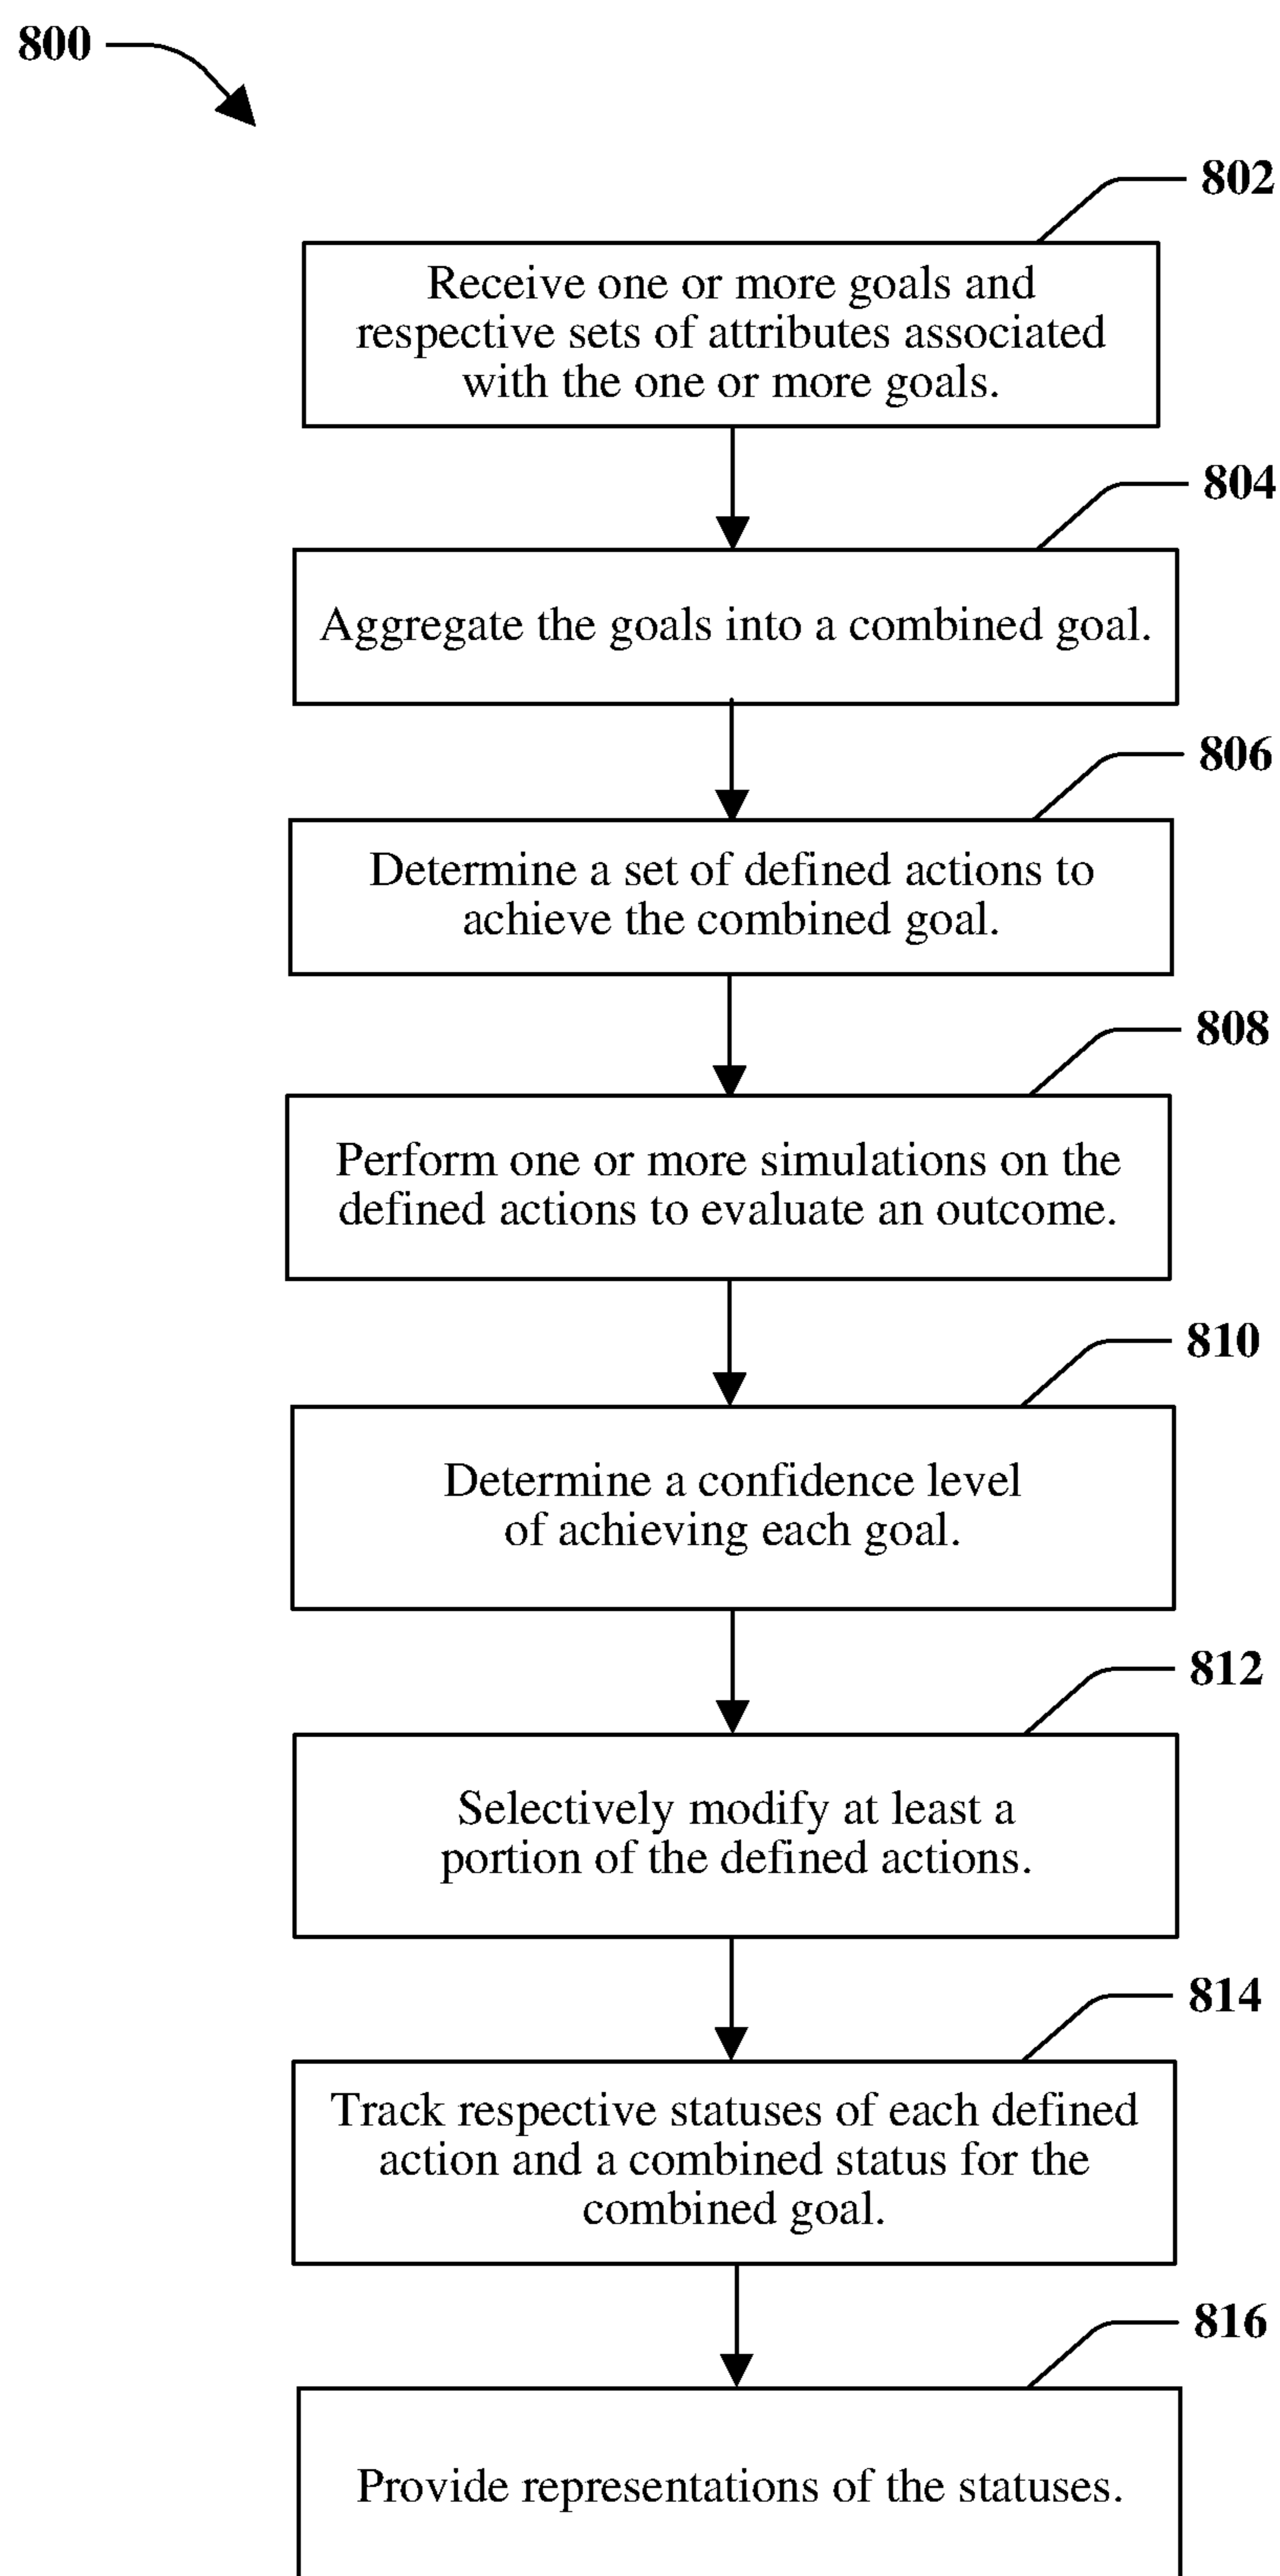 800
802
Receive one or more goals and
respective sets of attributes associated
with the one or more goals.
804
Aggregate the goals into a combined goal.
806
Determine a set of defined actions to
achieve the combined goal.
808
Perform one or more simulations on the
defined actions to evaluate an outcome.
810
Determine a confidence level
of achieving each goal.
812
Selectively modify at least a
portion of the defined actions.
814
Track respective statuses of each defined
action and a combined status for the
combined goal.
816
Provide representations of the statuses.